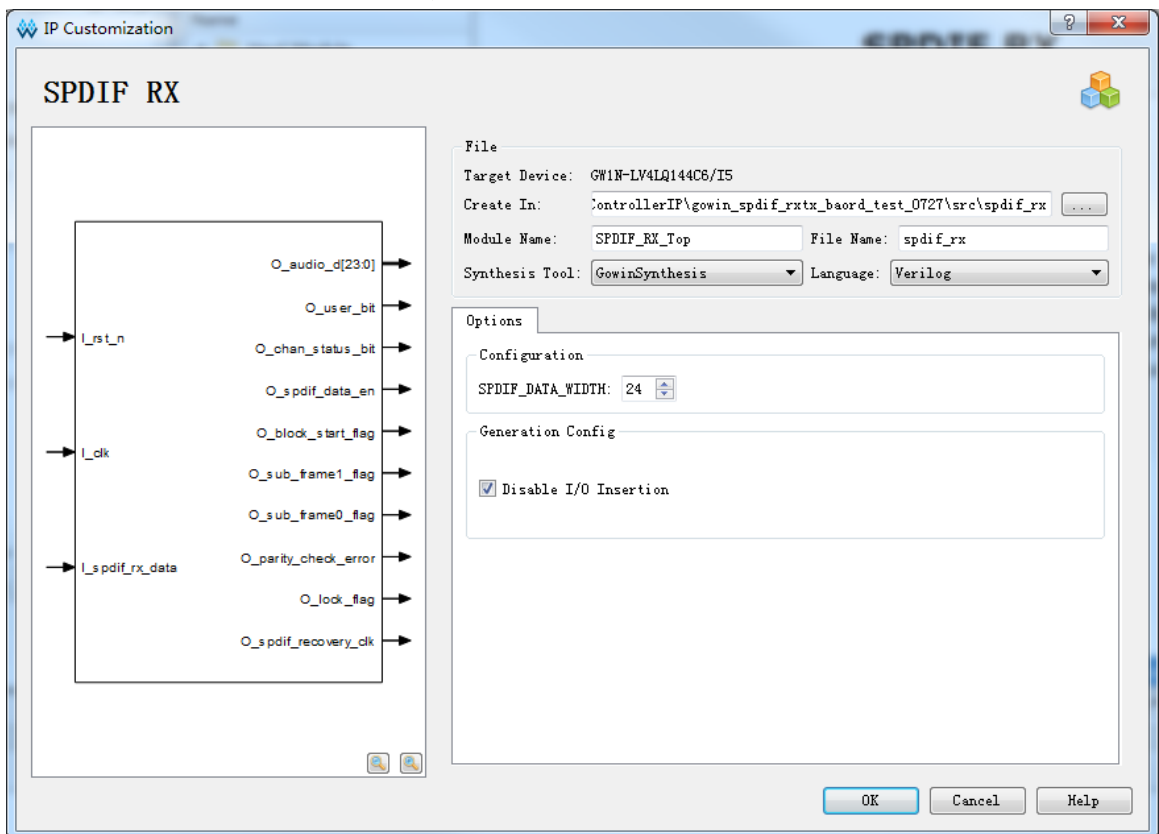 IP Customization
SPDIF RX
O_audio_d[23:0]
O_user_bit
I_rst_n
O_chan_status_bit
O_spdif_data_en
O_block_start_flag
I_clk
O_sub_frame1_flag
O_sub_frame0_flag
O_parity_check_error
I_spdif_rx_data
O_lock_flag
O_spdif_recovery_clk
File
Target Device: GW1N-LV4LQ144C6/I5
Create In: ControllerIP\gowin_spdif_rxtx_baord_test_0727\src\spdif_rx ...
Module Name: SPDIF_RX_Top File Name: spdif_rx
Synthesis Tool: GowinSynthesis Language: Verilog
Options
Configuration
SPDIF_DATA_WIDTH: 24
Generation Config
Disable I/O Insertion
OK Cancel Help